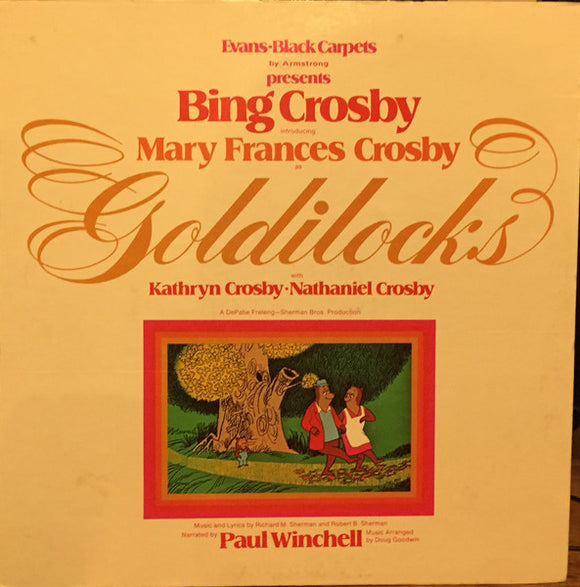 Evans-Black Carpets
by Armstrong
presents
Bing Crosby
introducing
Mary Frances Crosby
as
Goldilocks
with
Kathryn Crosby · Nathaniel Crosby
A DePatie Freleng—Sherman Bros. Production
Music and Lyrics by Richard M. Sherman and Robert B. Sherman
Narrated by Paul Winchell Music Arranged
by Doug Goodwin